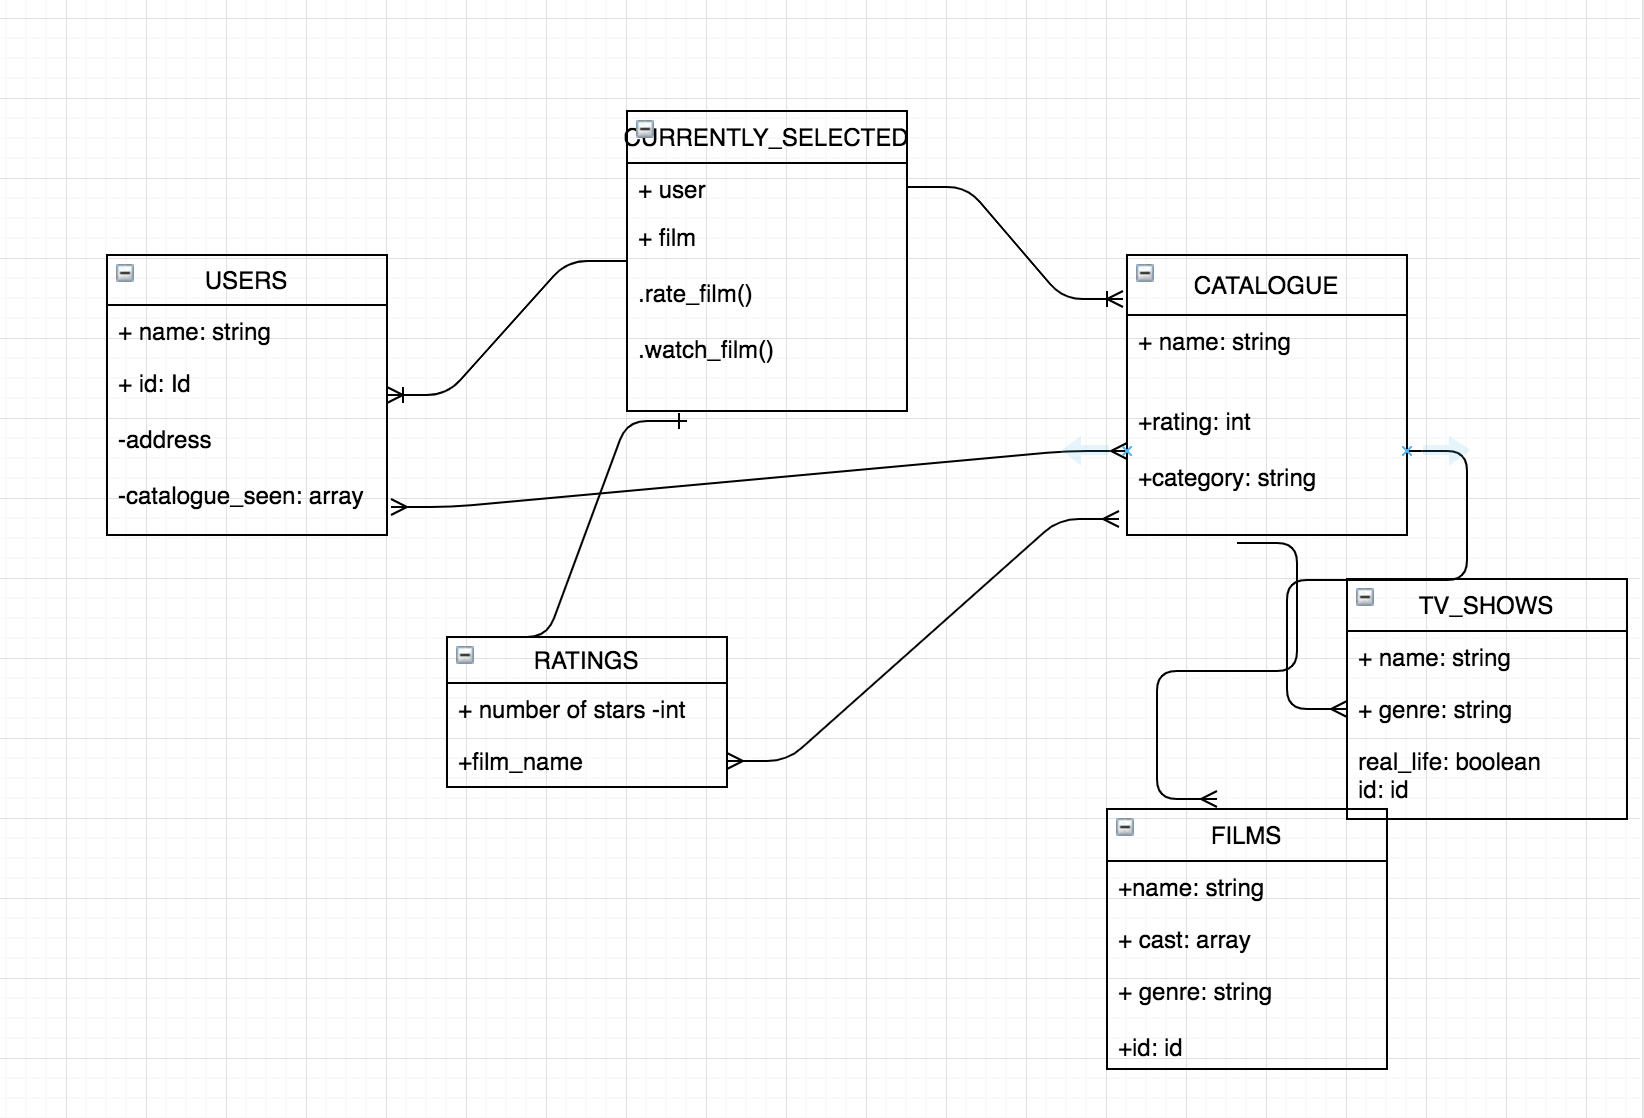 CURRENTLY_SELECTED
+ user
+ film
.rate_film()
.watch_film()
USERS
+ name: string
+ id: Id
-address
-catalogue_seen: array
CATALOGUE
+ name: string
+rating: int
+category: string
RATINGS
+ number of stars -int
+film_name
TV_SHOWS
+ name: string
+ genre: string
real_life: boolean
id: id
FILMS
+name: string
+ cast: array
+ genre: string
+id: id